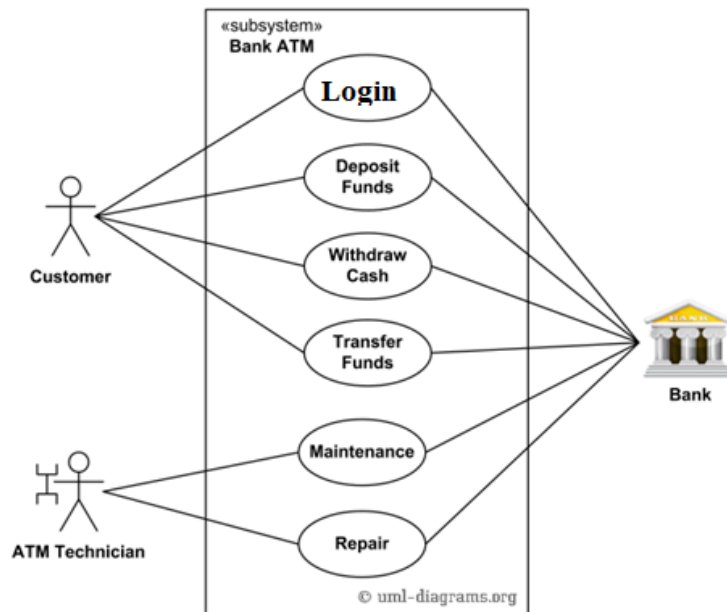 «subsystem»
Bank ATM
Login
Deposit
Funds
Customer
Withdraw
Cash
Transfer
Funds
BANK
Bank
Maintenance
ATM Technician
Repair
© uml-diagrams.org